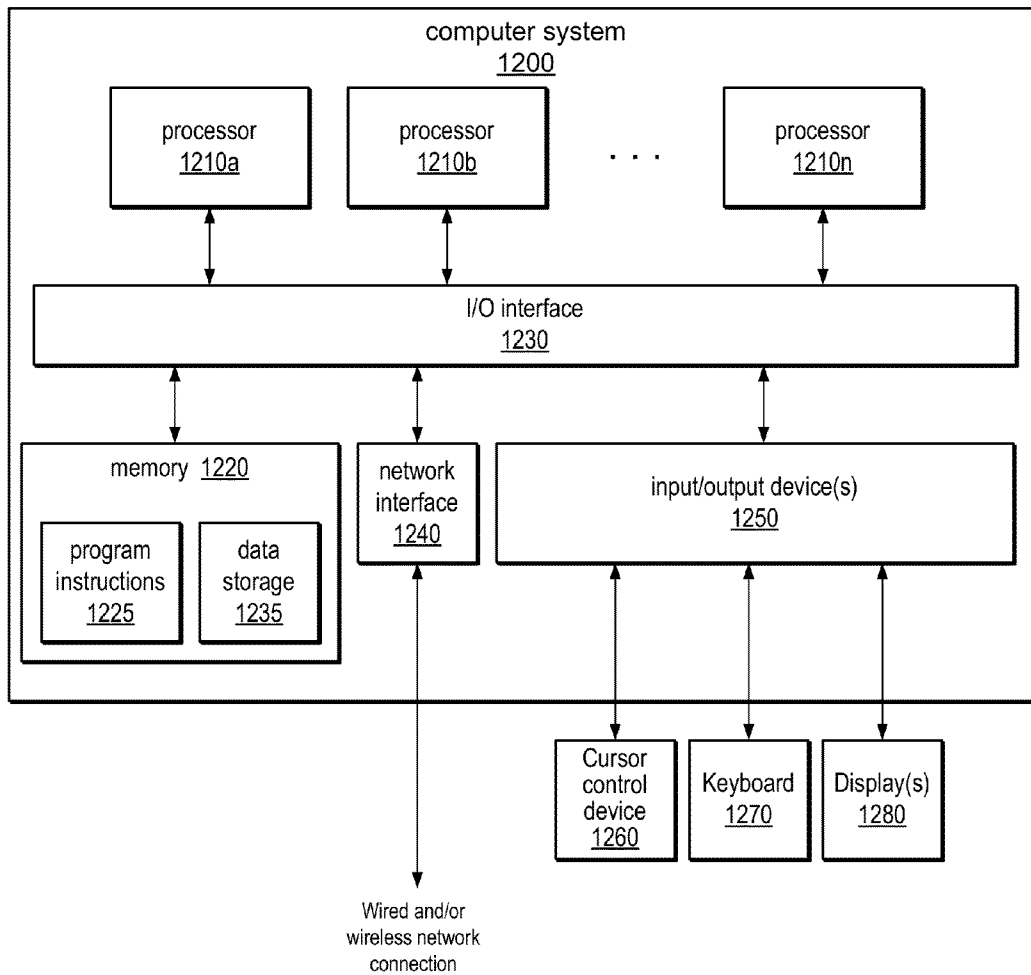 computer system
1200
processor
1210a
processor
1210b
. . .
processor
1210n
I/O interface
1230
memory 1220
program
instructions
1225
data
storage
1235
network
interface
1240
input/output device(s)
1250
Cursor
control
device
1260
Keyboard
1270
Display(s)
1280
Wired and/or
wireless network
connection